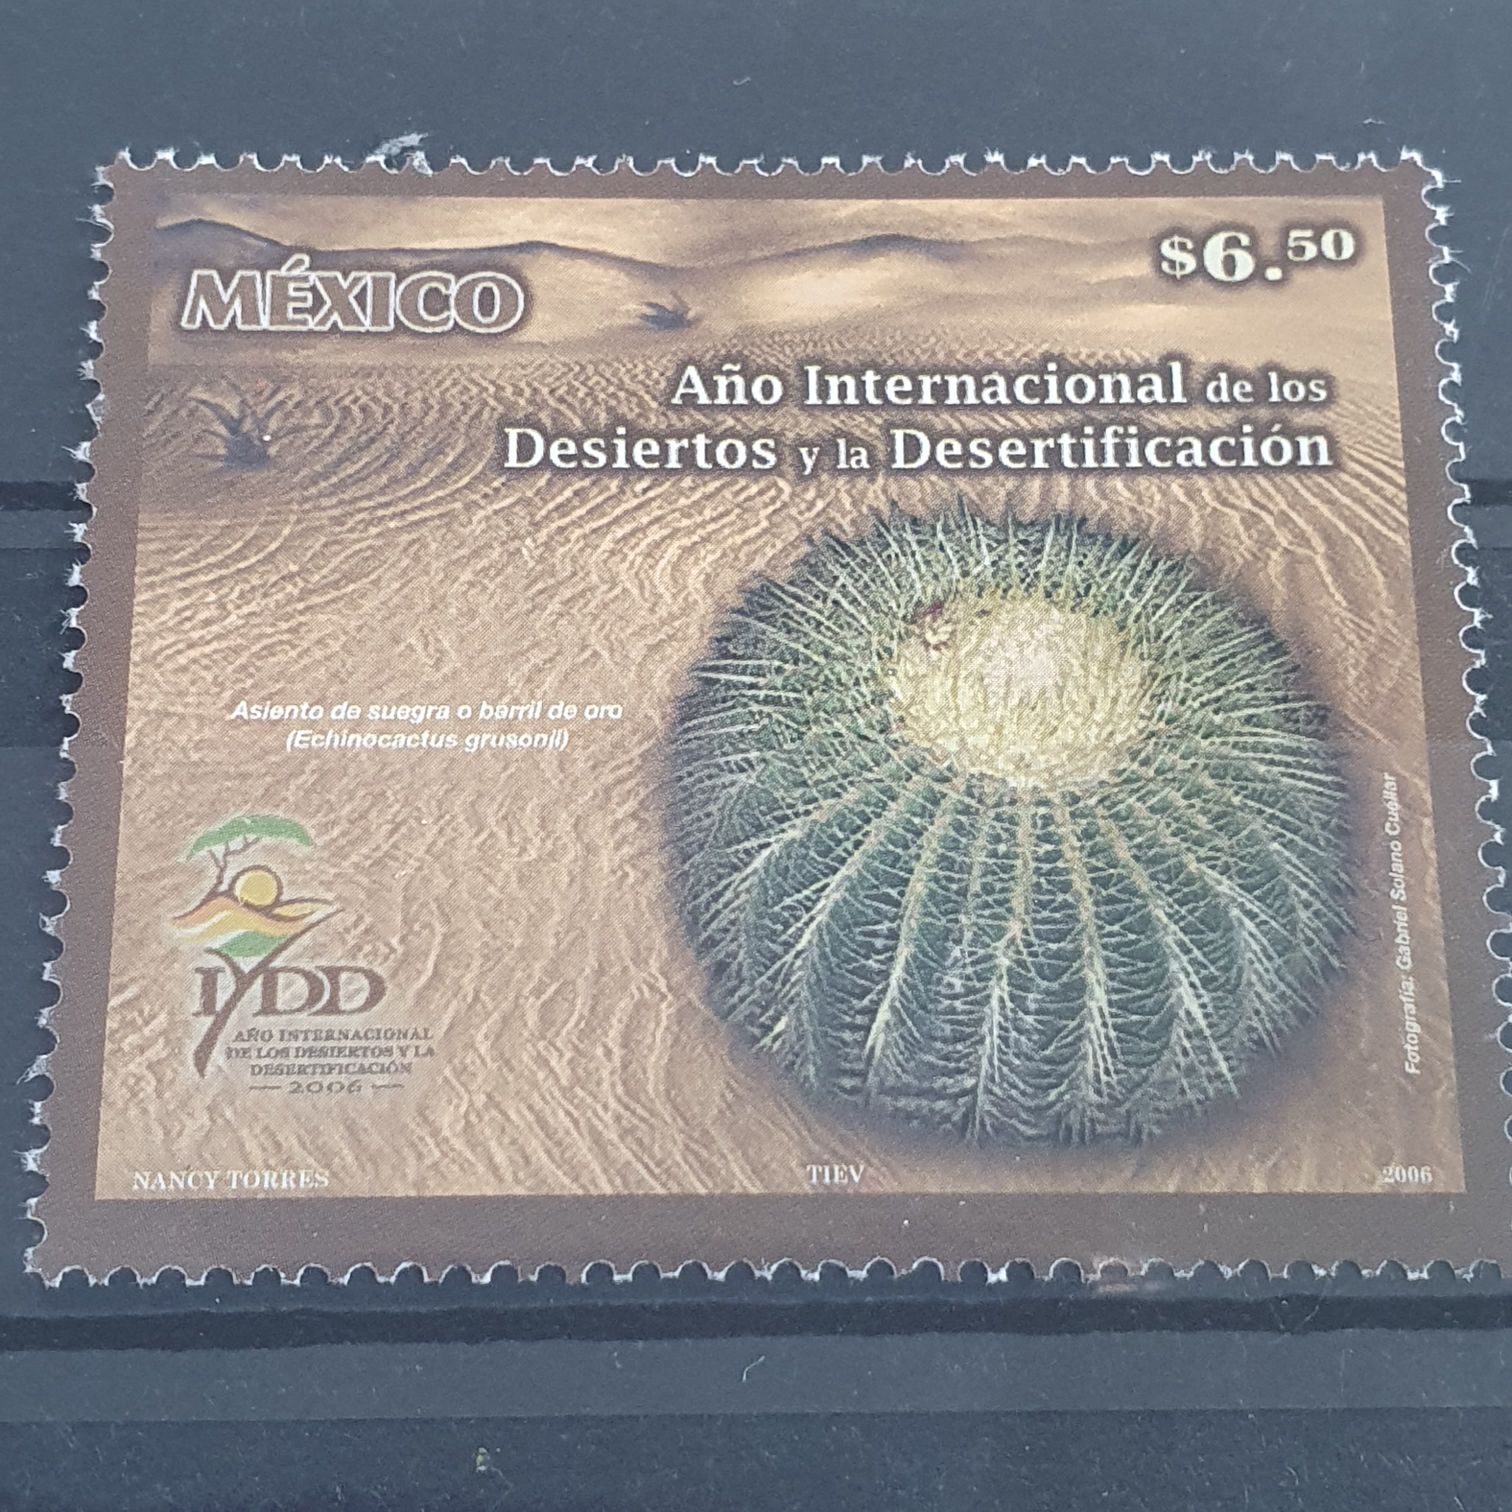 MÉXICO
$6.50
Año Internacional de los
Desiertos y la Desertificación
Asiento de suegra o barril de oro
(Echinocactus grusonii)
IYDD
AÑO INTERNACIONAL
DE LOS DESIERTOS Y LA
DESERTIFICACIÓN
2006
Fotografía: Gabriel Solano Cuéllar
NANCY TORRES
TIEV
2006